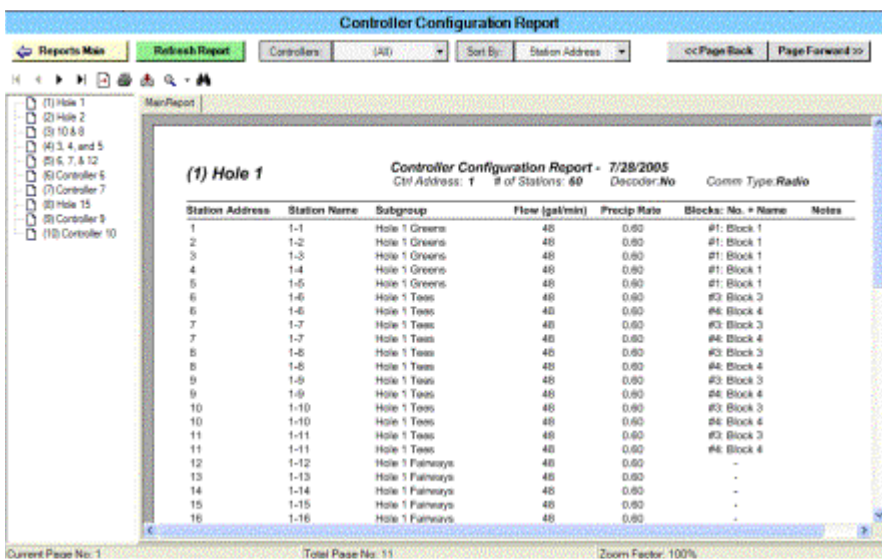 Controller Configuration Report
Reports Main Refresh Report Controllers: (All) Sort By: Station Address << Page Back Page Forward >>
(1) Hole 1
(2) Hole 2
(3) 10 & 8
(4) 3, 4, and 5
(5) 6, 7, & 12
(6) Controller 6
(7) Controller 7
(8) Hole 15
(9) Controller 9
(10) Controller 10
MainReport
(1) Hole 1 Controller Configuration Report - 7/28/2005
Ctrl Address: 1 # of Stations: 60 Decoder:No Comm Type:Radio
Station Address Station Name Subgroup Flow (gal/min) Precip Rate Blocks: No. + Name Notes
1 1-1 Hole 1 Greens 48 0.60 #1: Block 1
2 1-2 Hole 1 Greens 48 0.60 #1: Block 1
3 1-3 Hole 1 Greens 48 0.60 #1: Block 1
4 1-4 Hole 1 Greens 48 0.60 #1: Block 1
5 1-5 Hole 1 Greens 48 0.60 #1: Block 1
6 1-6 Hole 1 Tees 48 0.60 #3: Block 3
6 1-6 Hole 1 Tees 48 0.60 #4: Block 4
7 1-7 Hole 1 Tees 48 0.60 #3: Block 3
7 1-7 Hole 1 Tees 48 0.60 #4: Block 4
8 1-8 Hole 1 Tees 48 0.60 #3: Block 3
8 1-8 Hole 1 Tees 48 0.60 #4: Block 4
9 1-9 Hole 1 Tees 48 0.60 #3: Block 3
9 1-9 Hole 1 Tees 48 0.60 #4: Block 4
10 1-10 Hole 1 Tees 48 0.60 #3: Block 3
10 1-10 Hole 1 Tees 48 0.60 #4: Block 4
11 1-11 Hole 1 Tees 48 0.60 #3: Block 3
11 1-11 Hole 1 Tees 48 0.60 #4: Block 4
12 1-12 Hole 1 Fairways 48 0.60 -
13 1-13 Hole 1 Fairways 48 0.60 -
14 1-14 Hole 1 Fairways 48 0.60 -
15 1-15 Hole 1 Fairways 48 0.60 -
16 1-16 Hole 1 Fairways 48 0.60 -
Current Page No: 1 Total Page No: 11 Zoom Factor: 100%